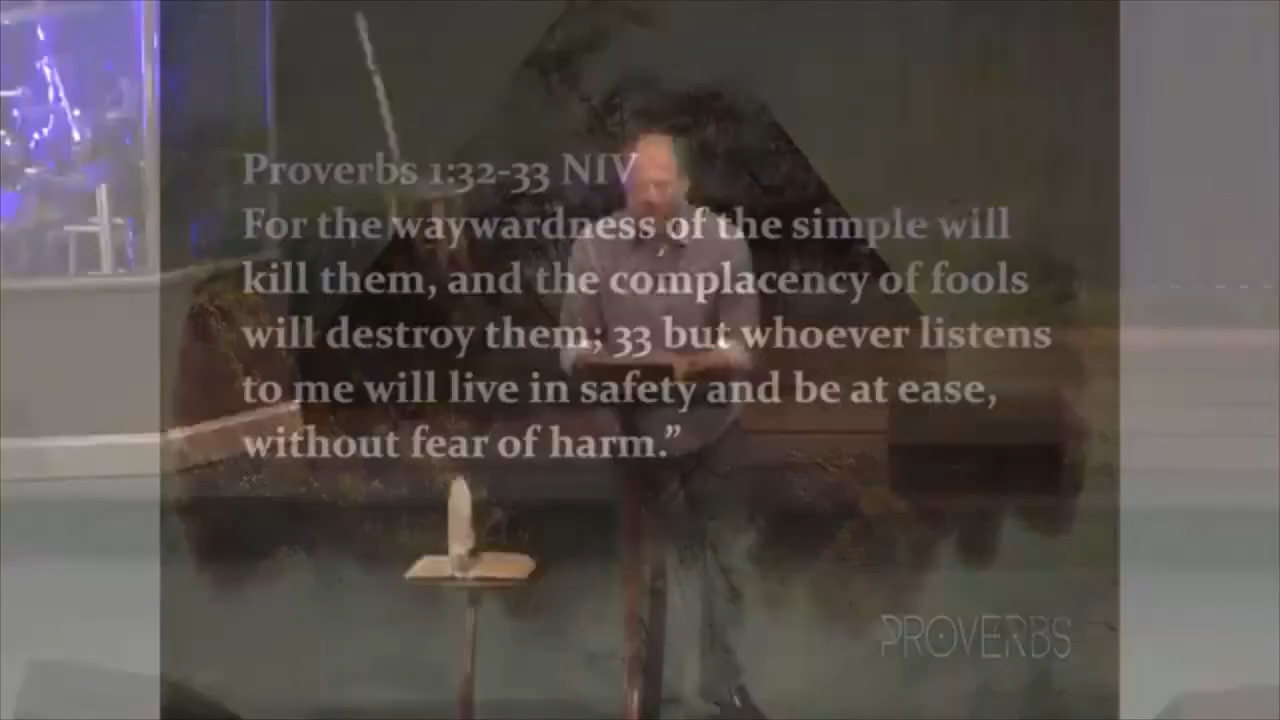 Proverbs 1:32-33 NIV
For the waywardness of the simple will
kill them, and the complacency of fools
will destroy them; 33 but whoever listens
to me will live in safety and be at ease,
without fear of harm.”
PROVERBS